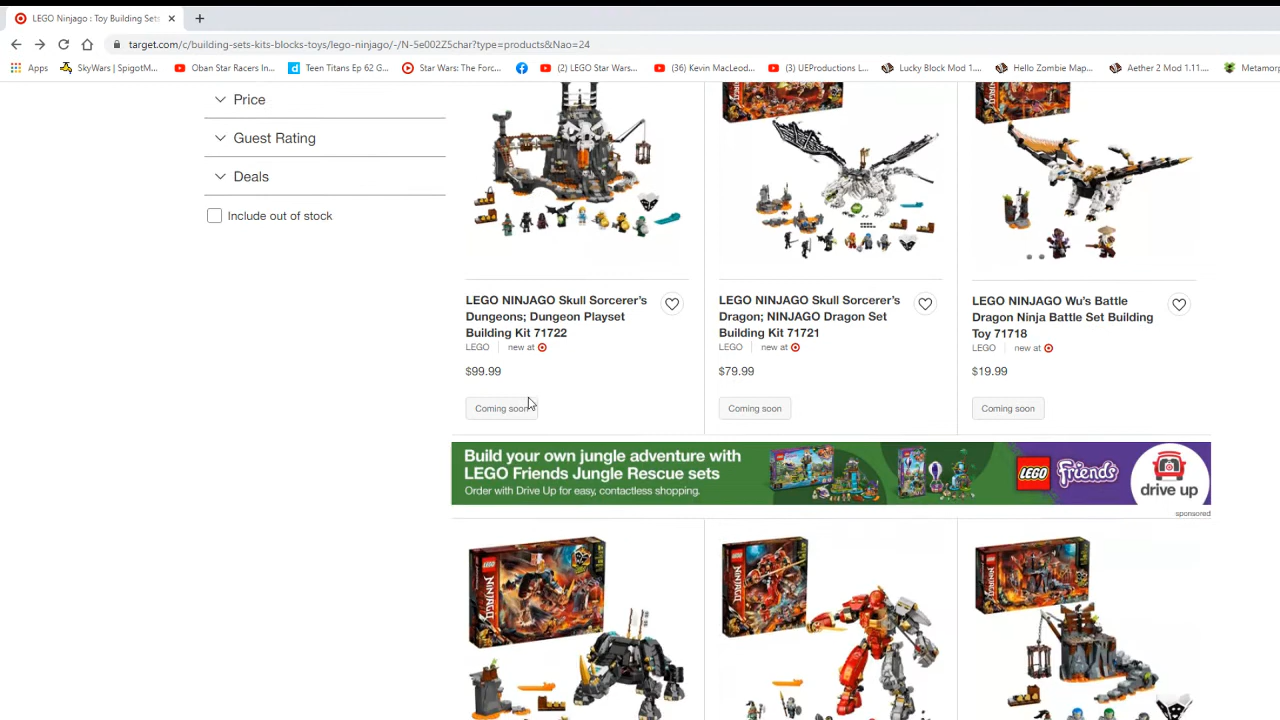 LEGO Ninjago : Toy Building Sets
target.com/c/building-sets-kits-blocks-toys/lego-ninjago/-/N-5e002Z5char?type=products&Nao=24
Apps
SkyWars | SpigotM...
Oban Star Racers In...
Teen Titans Ep 62 G...
Star Wars: The Forc...
(2) LEGO Star Wars...
(36) Kevin MacLeod...
(3) UEProductions L...
Lucky Block Mod 1....
Hello Zombie Map...
Aether 2 Mod 1.11....
Metamorp
Price
Guest Rating
Deals
Include out of stock
LEGO NINJAGO Skull Sorcerer's
Dungeons; Dungeon Playset
Building Kit 71722
LEGO new at
$99.99
Coming soon
LEGO NINJAGO Skull Sorcerer's
Dragon; NINJAGO Dragon Set
Building Kit 71721
LEGO new at
$79.99
Coming soon
LEGO NINJAGO Wu's Battle
Dragon Ninja Battle Set Building
Toy 71718
LEGO new at
$19.99
Coming soon
Build your own jungle adventure with
LEGO Friends Jungle Rescue sets
Order with Drive Up for easy, contactless shopping.
LEGO friends
drive up
sponsored
LEGO
NINJAGO
LEGO
NINJAGO
LEGO
NINJAGO